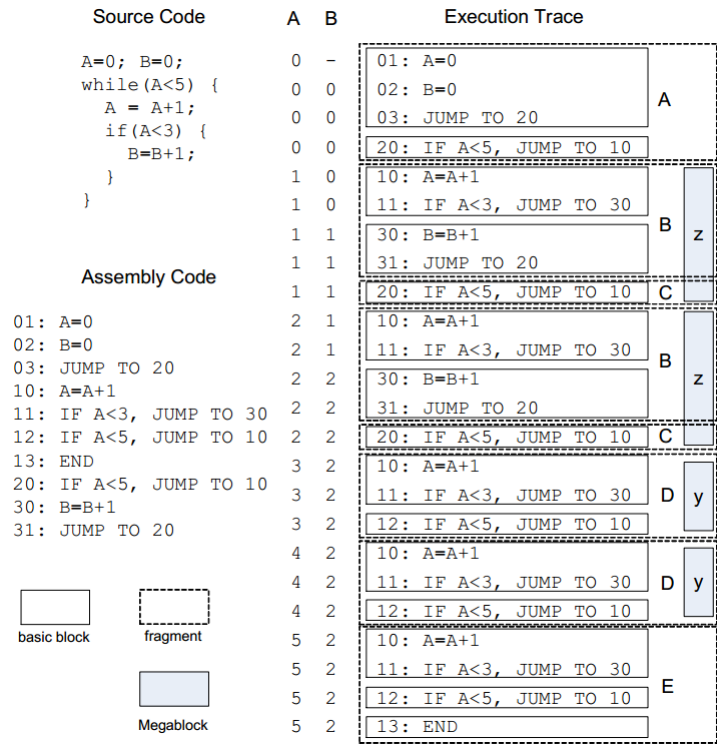 Source Code
A=0; B=0;
while(A<5) {
A = A+1;
if(A<3) {
B=B+1;
}
}
Assembly Code
01: A=0
02: B=0
03: JUMP TO 20
10: A=A+1
11: IF A<3, JUMP TO 30
12: IF A<5, JUMP TO 10
13: END
20: IF A<5, JUMP TO 10
30: B=B+1
31: JUMP TO 20
basic block
fragment
Megablock
A B Execution Trace
0 - 01: A=0
0 0 02: B=0
0 0 03: JUMP TO 20
A
0 0 20: IF A<5, JUMP TO 10
1 0 10: A=A+1
1 0 11: IF A<3, JUMP TO 30
B z
1 1 30: B=B+1
1 1 31: JUMP TO 20
1 1 20: IF A<5, JUMP TO 10 C
2 1 10: A=A+1
2 1 11: IF A<3, JUMP TO 30
B z
2 2 30: B=B+1
2 2 31: JUMP TO 20
2 2 20: IF A<5, JUMP TO 10 C
3 2 10: A=A+1
3 2 11: IF A<3, JUMP TO 30 D y
3 2 12: IF A<5, JUMP TO 10
4 2 10: A=A+1
4 2 11: IF A<3, JUMP TO 30 D y
4 2 12: IF A<5, JUMP TO 10
5 2 10: A=A+1
5 2 11: IF A<3, JUMP TO 30
E
5 2 12: IF A<5, JUMP TO 10
5 2 13: END